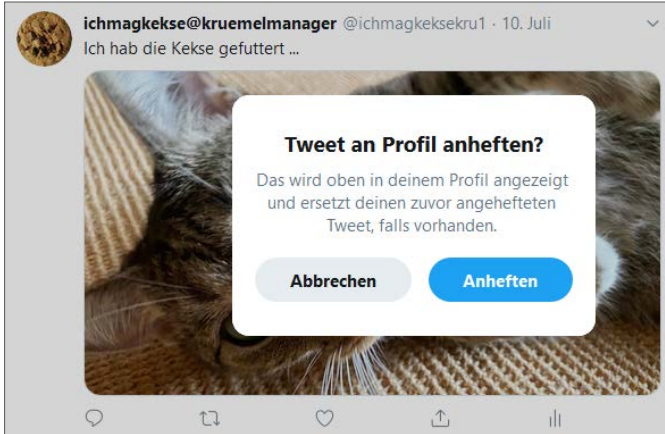 ichmagkekse@kruemelmanager @ichmagkeksekru1 · 10. Juli
Ich hab die Kekse gefuttert ...
Tweet an Profil anheften?
Das wird oben in deinem Profil angezeigt
und ersetzt deinen zuvor angehefteten
Tweet, falls vorhanden.
Abbrechen Anheften